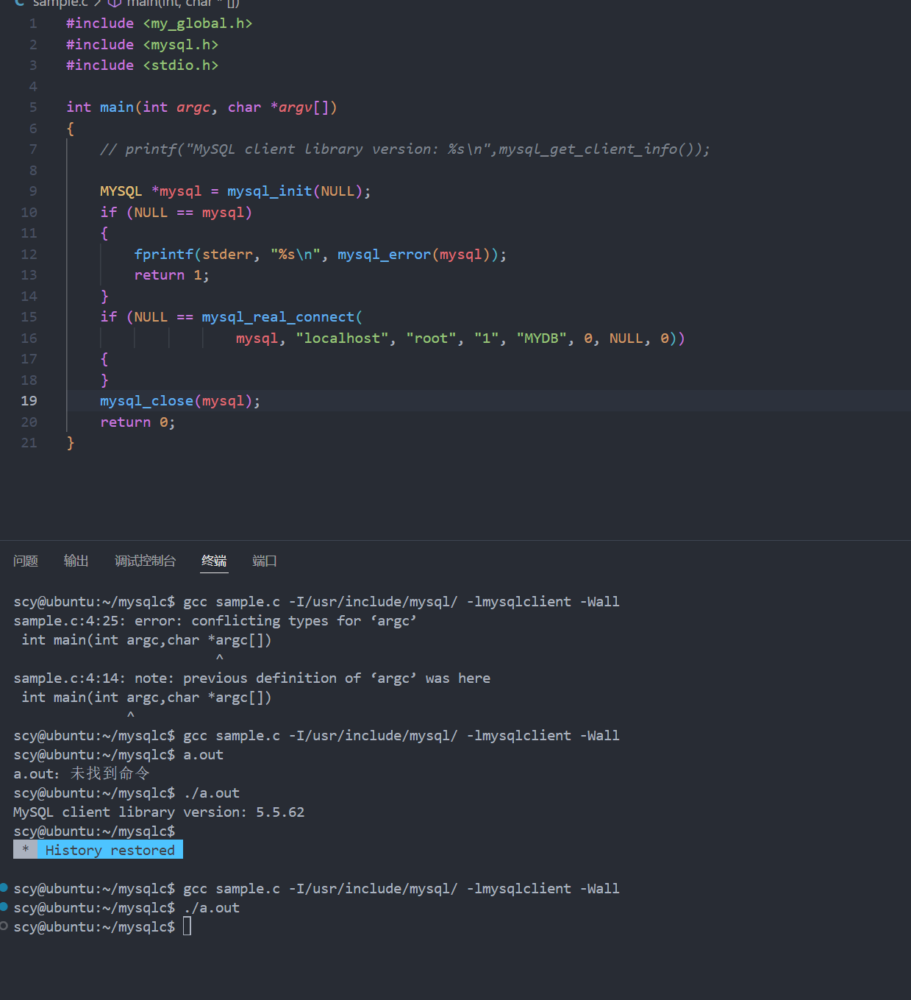 C sample.c > main(int, char * [])
1 #include <my_global.h>
2 #include <mysql.h>
3 #include <stdio.h>
4
5 int main(int argc, char *argv[])
6 {
7     // printf("MySQL client library version: %s\n",mysql_get_client_info());
8
9     MYSQL *mysql = mysql_init(NULL);
10     if (NULL == mysql)
11     {
12         fprintf(stderr, "%s\n", mysql_error(mysql));
13         return 1;
14     }
15     if (NULL == mysql_real_connect(
16                     mysql, "localhost", "root", "1", "MYDB", 0, NULL, 0))
17     {
18     }
19     mysql_close(mysql);
20     return 0;
21 }
问题 输出 调试控制台 终端 端口
scy@ubuntu:~/mysqlc$ gcc sample.c -I/usr/include/mysql/ -lmysqlclient -Wall
sample.c:4:25: error: conflicting types for ‘argc’
 int main(int argc,char *argc[])
                         ^
sample.c:4:14: note: previous definition of ‘argc’ was here
 int main(int argc,char *argc[])
              ^
scy@ubuntu:~/mysqlc$ gcc sample.c -I/usr/include/mysql/ -lmysqlclient -Wall
scy@ubuntu:~/mysqlc$ a.out
a.out: 未找到命令
scy@ubuntu:~/mysqlc$ ./a.out
MySQL client library version: 5.5.62
scy@ubuntu:~/mysqlc$
* History restored
scy@ubuntu:~/mysqlc$ gcc sample.c -I/usr/include/mysql/ -lmysqlclient -Wall
scy@ubuntu:~/mysqlc$ ./a.out
scy@ubuntu:~/mysqlc$